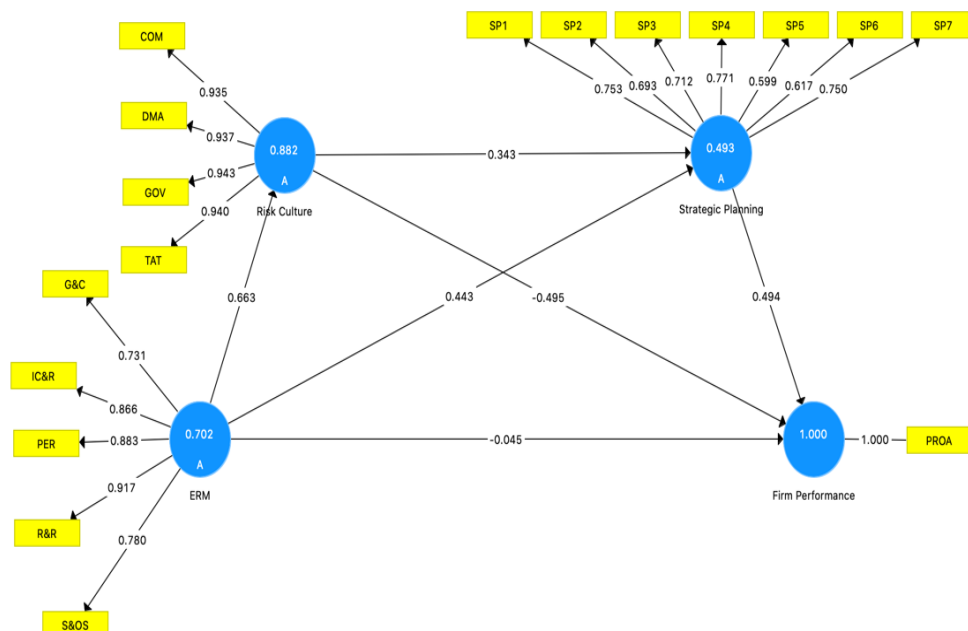 SP1
SP2
SP3
SP4
SP5
SP6
SP7
COM
0.753
0.693
0.712
0.771
0.599
0.617
0.750
0.935
DMA
0.937
0.882
A
0.343
0.493
A
GOV
0.943
0.940
Risk Culture
Strategic Planning
TAT
G&C
0.663
0.443
-0.495
0.494
0.731
IC&R
0.866
PER
0.883
0.702
A
-0.045
1.000
1.000
PROA
R&R
0.917
ERM
Firm Performance
0.780
S&OS